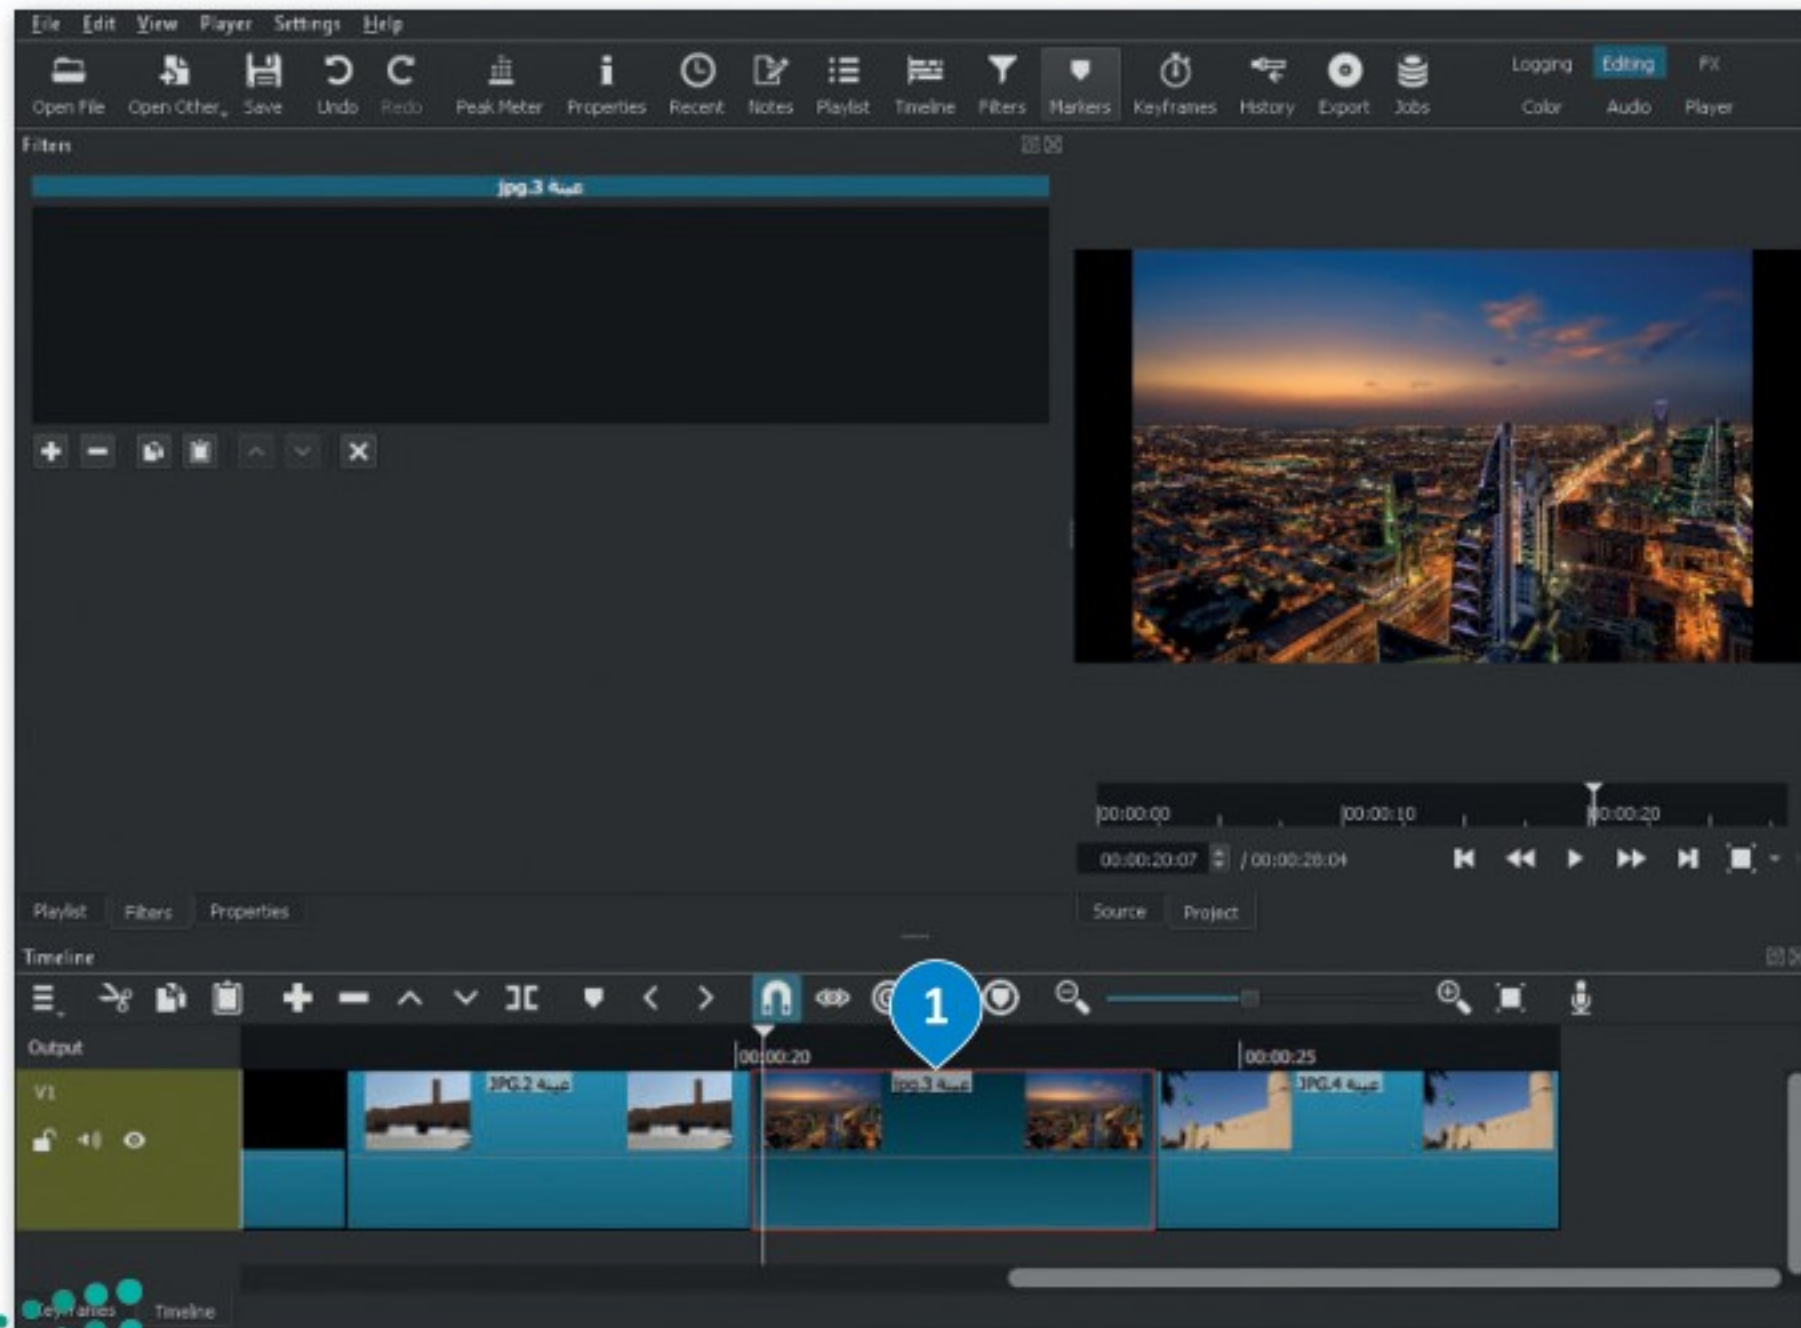 File Edit View Player Settings Help
Open File Open Other... Save Undo Redo Peak Meter Properties Recent Notes Playlist Timeline Filters Markers Keyframes History Export Jobs
Logging Editing FX
Color Audio Player
Filters
عينة 3.jpg
|00:00:00 |00:00:10 00:00:20
00:00:20:07 / 00:00:28:04
Playlist Filters Properties
Source Project
Timeline
1
Output
00:00:20 00:00:25
V1
عينة 2.JPG عينة 3.jpg عينة 4.JPG
Keyframes Timeline